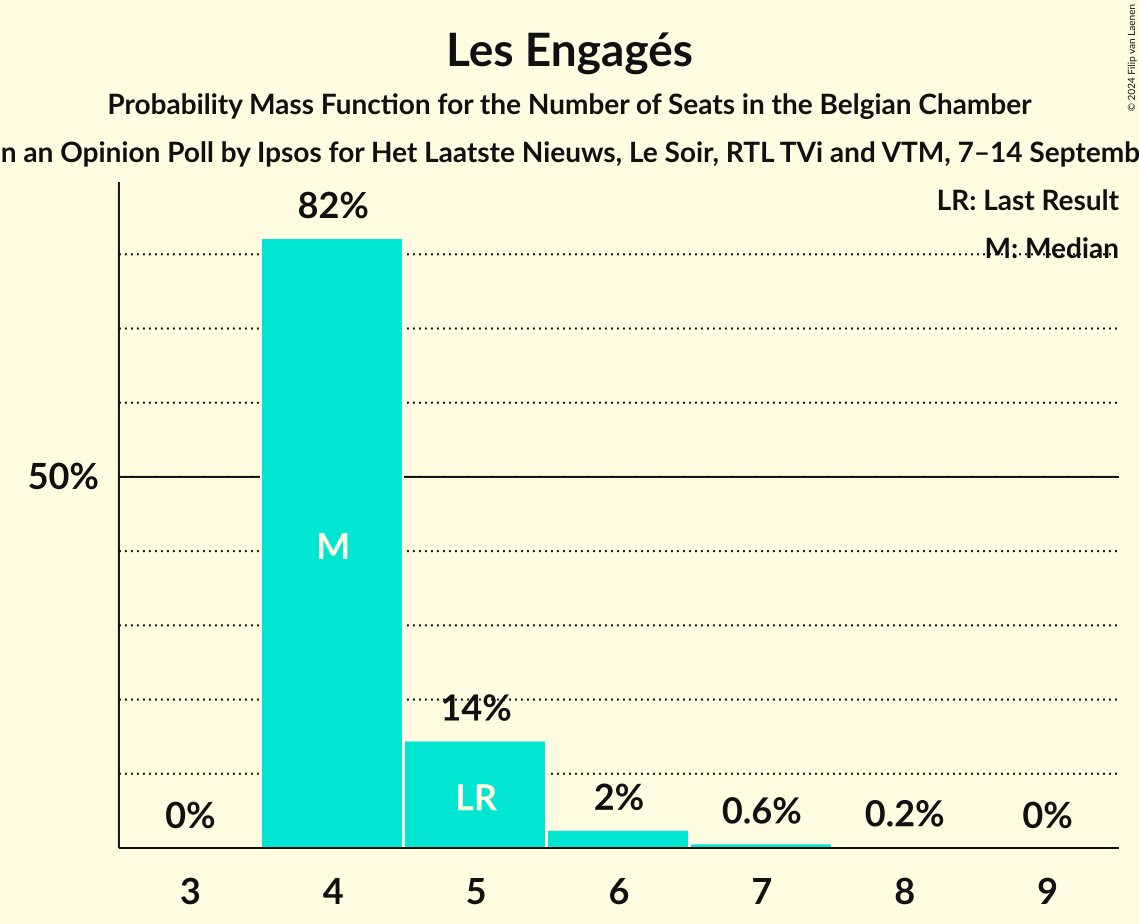 Les Engagés
Probability Mass Function for the Number of Seats in the Belgian Chamber
n an Opinion Poll by Ipsos for Het Laatste Nieuws, Le Soir, RTL TVi and VTM, 7–14 Septemb
© 2024 Filip van Laenen
LR: Last Result
M: Median
82%
50%
M
14%
LR
0%
2%
0.6%
0.2%
0%
3 4 5 6 7 8 9